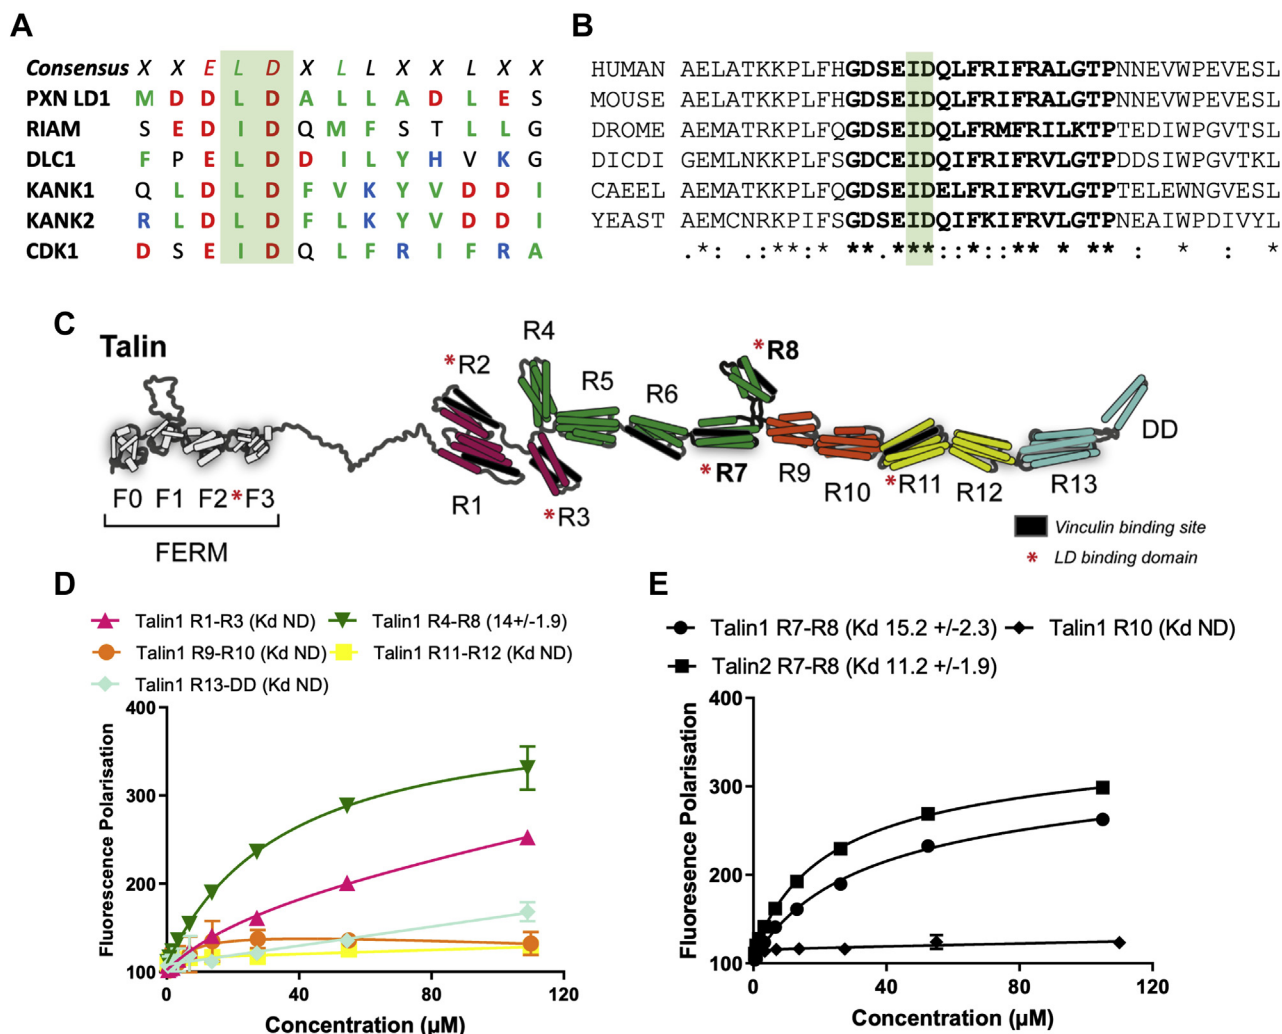 A
Consensus X X E L D X L L X X L X X
PXN LD1 M D D L D A L L A D L E S
RIAM S E D I D Q M F S T L L G
DLC1 F P E L D D I L Y H V K G
KANK1 Q L D L D F V K Y V D D I
KANK2 R L D L D F L K Y V D D I
CDK1 D S E I D Q L F R I F R A
B
HUMAN AELATKKPLFHGDSEIDQLFRIFRALGTPNNEVWPEVESL
MOUSE AELATKKPLFHGDSEIDQLFRIFRALGTPNNEVWPEVESL
DROME AEMATRKPLFQGDSEIDQLFRMFRILKTPTEDIWPGVTSL
DICDI GEMLNKKPLFSGDCEIDQIFRIFRVLGTPDDSIWPGVTKL
CAEEL AEMATKKPLFQGDSEIDELFRIFRVLGTPTELEWNGVESL
YEAST AEMCNRKPIFSGDSEIDQIFKIFRVLGTPNEAIWPDIVYL
.*: .:**:* ** ***::*::** * ** : * : *
C
Talin
F0 F1 F2 *F3
FERM
R1
*R2
*R3
R4
R5
R6
*R7
*R8
R9
R10
*R11
R12
R13
DD
Vinculin binding site
* LD binding domain
D
Talin1 R1-R3 (Kd ND)
Talin1 R4-R8 (14+/-1.9)
Talin1 R9-R10 (Kd ND)
Talin1 R11-R12 (Kd ND)
Talin1 R13-DD (Kd ND)
Fluorescence Polarisation
400
300
200
100
0 40 80 120
Concentration (µM)
E
Talin1 R7-R8 (Kd 15.2 +/-2.3)
Talin1 R10 (Kd ND)
Talin2 R7-R8 (Kd 11.2 +/-1.9)
Fluoresence Polarisation
400
300
200
100
0 40 80 120
Concentration (µM)